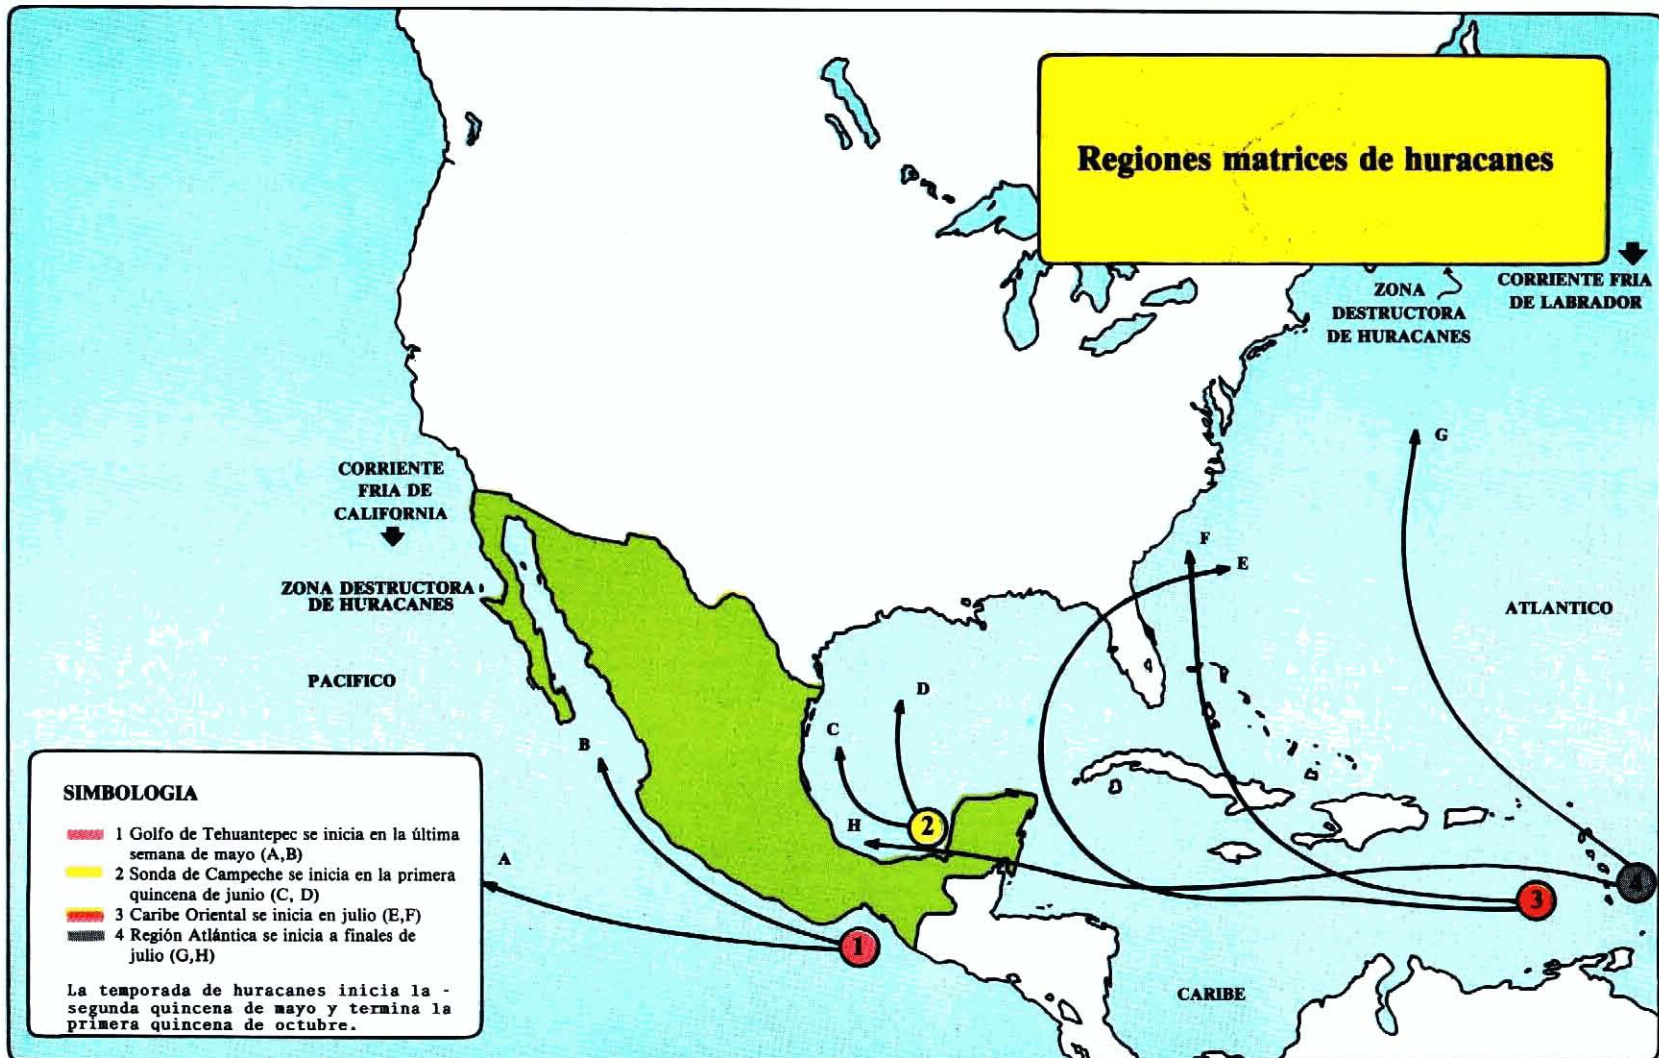 Regiones matrices de huracanes
ZONA
DESTRUCTORA
DE HURACANES
CORRIENTE FRIA
DE LABRADOR
CORRIENTE
FRIA DE
CALIFORNIA
ZONA DESTRUCTORA
DE HURACANES
PACIFICO
ATLANTICO
CARIBE
A
B
C
D
E
F
G
H
1
2
3
4
SIMBOLOGIA
1 Golfo de Tehuantepec se inicia en la última
semana de mayo (A,B)
2 Sonda de Campeche se inicia en la primera
quincena de junio (C, D)
3 Caribe Oriental se inicia en julio (E,F)
4 Región Atlántica se inicia a finales de
julio (G,H)
La temporada de huracanes inicia la -
segunda quincena de mayo y termina la
primera quincena de octubre.